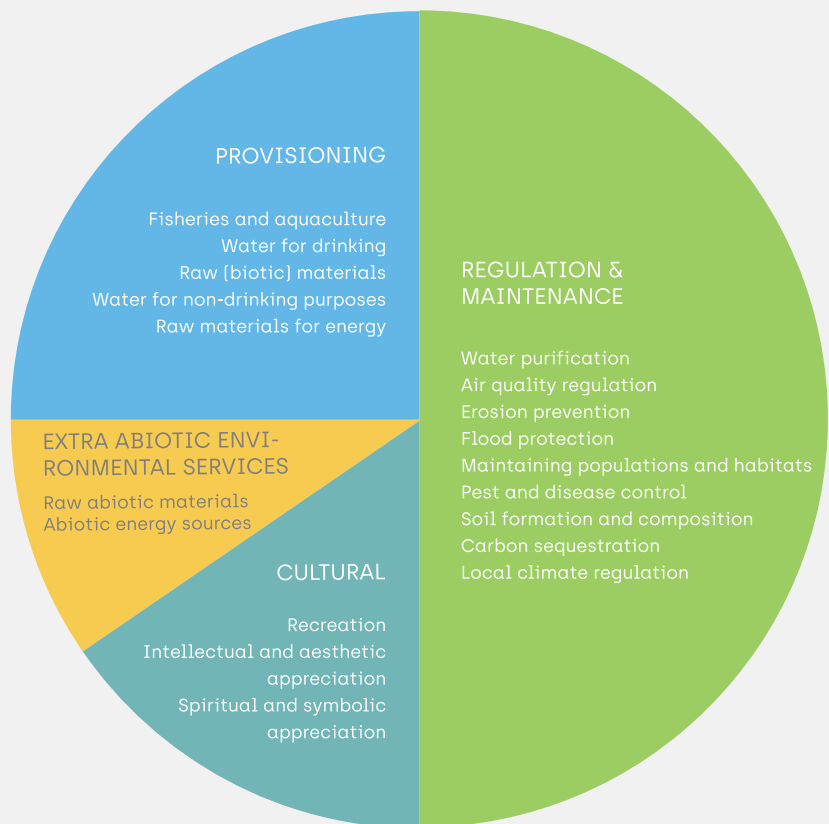 PROVISIONING
Fisheries and aquaculture
Water for drinking
Raw (biotic) materials
Water for non-drinking purposes
Raw materials for energy
REGULATION &
MAINTENANCE
Water purification
Air quality regulation
Erosion prevention
Flood protection
Maintaining populations and habitats
Pest and disease control
Soil formation and composition
Carbon sequestration
Local climate regulation
EXTRA ABIOTIC ENVI-
RONMENTAL SERVICES
Raw abiotic materials
Abiotic energy sources
CULTURAL
Recreation
Intellectual and aesthetic
appreciation
Spiritual and symbolic
appreciation